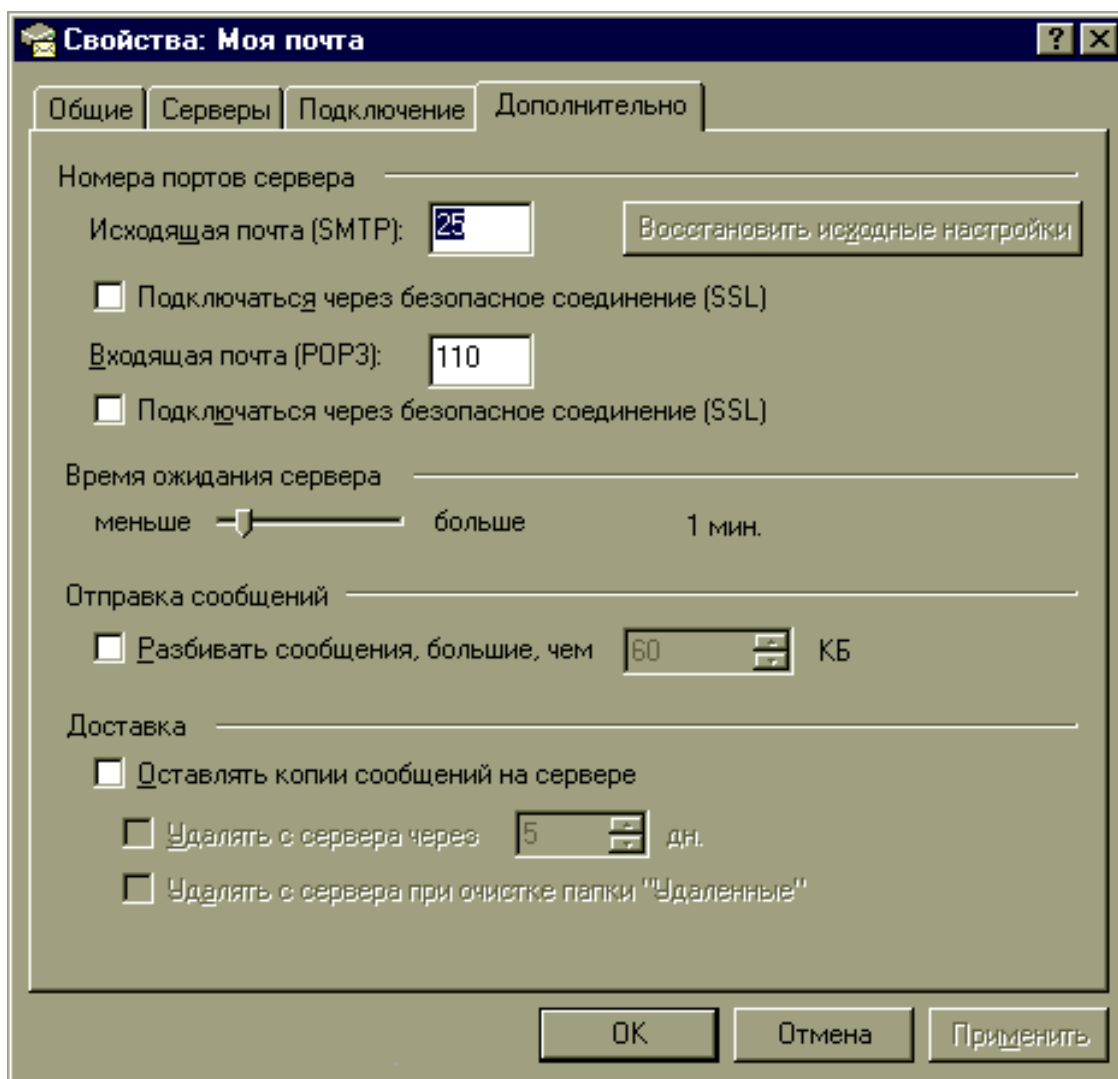 Свойства: Моя почта
Общие Серверы Подключение Дополнительно
Номера портов сервера
Исходящая почта (SMTP): 25 Восстановить исходные настройки
Подключаться через безопасное соединение (SSL)
Входящая почта (POP3): 110
Подключаться через безопасное соединение (SSL)
Время ожидания сервера
меньше больше 1 мин.
Отправка сообщений
Разбивать сообщения, большие, чем 60 КБ
Доставка
Оставлять копии сообщений на сервере
Удалять с сервера через 5 дн.
Удалять с сервера при очистке папки "Удаленные"
OK Отмена Применить